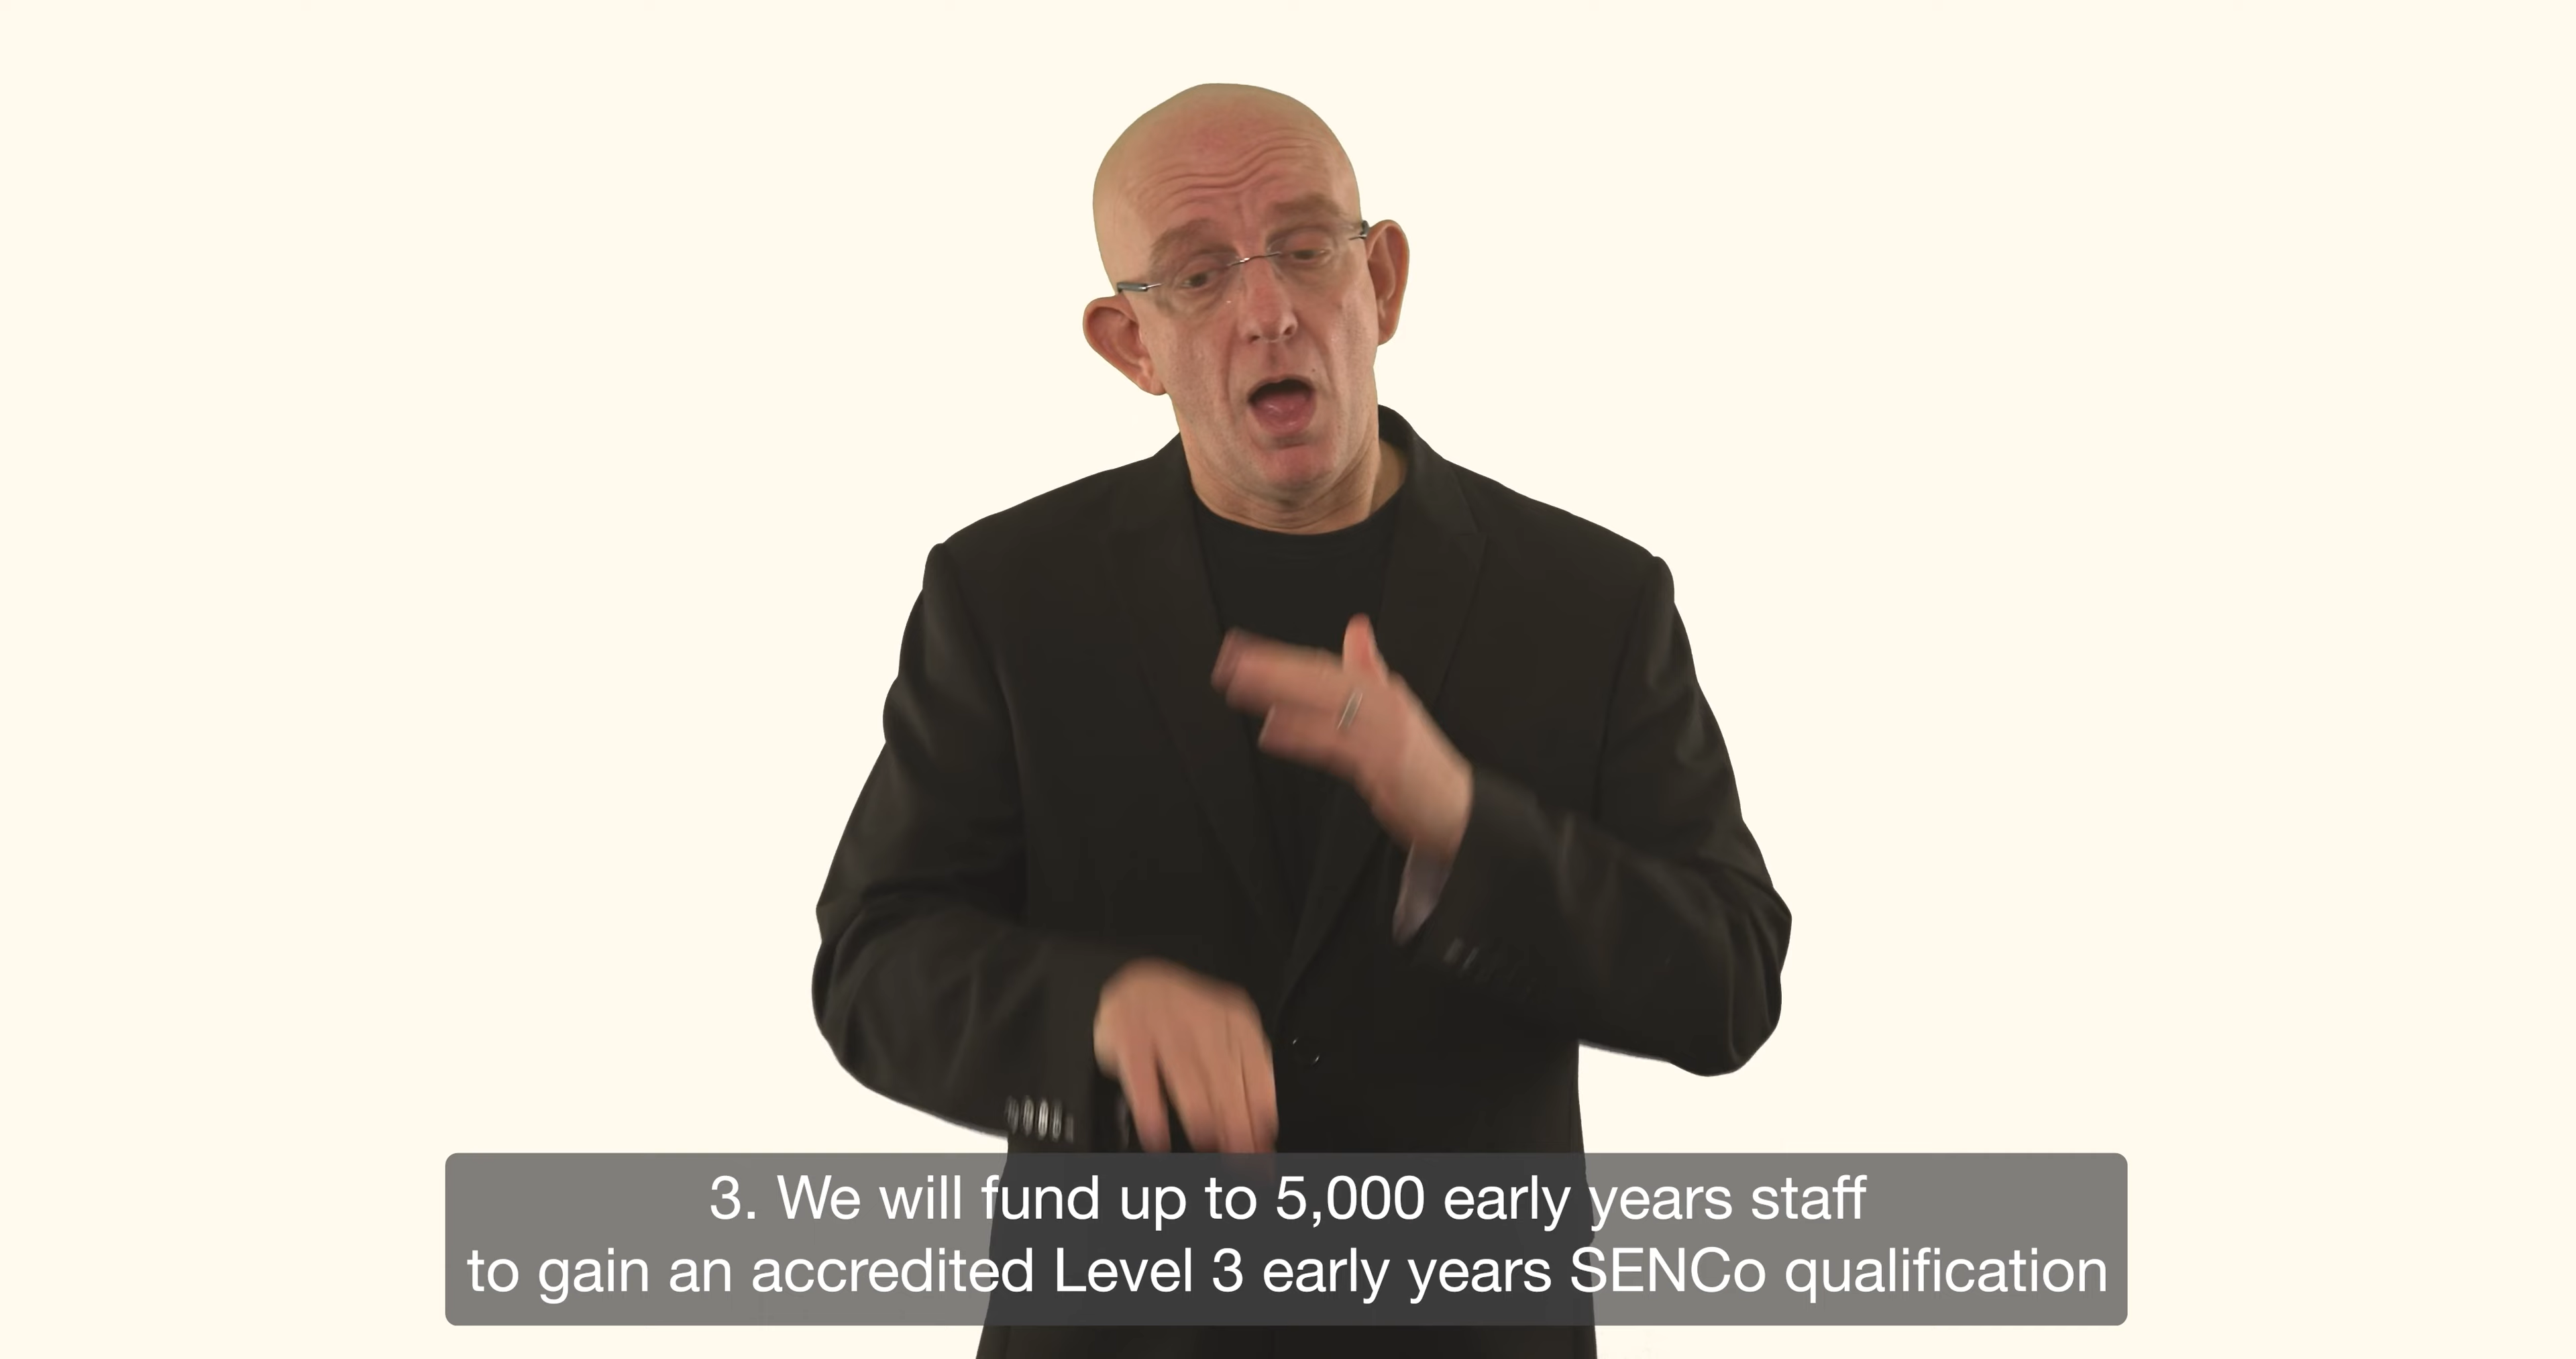 3. We will fund up to 5,000 early years staff
to gain an accredited Level 3 early years SENCo qualification